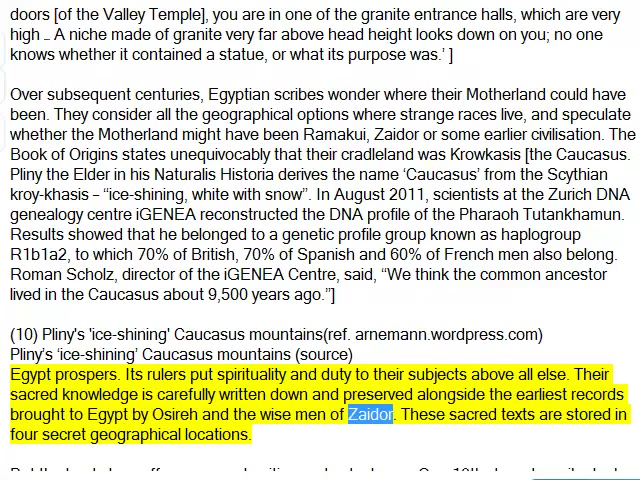 doors [of the Valley Temple], you are in one of the granite entrance halls, which are very
high .. A niche made of granite very far above head height looks down on you; no one
knows whether it contained a statue, or what its purpose was.' ]
Over subsequent centuries, Egyptian scribes wonder where their Motherland could have
been. They consider all the geographical options where strange races live, and speculate
whether the Motherland might have been Ramakui, Zaidor or some earlier civilisation. The
Book of Origins states unequivocally that their cradleland was Krowkasis [the Caucasus.
Pliny the Elder in his Naturalis Historia derives the name ‘Caucasus’ from the Scythian
kroy-khasis – “ice-shining, white with snow”. In August 2011, scientists at the Zurich DNA
genealogy centre iGENEA reconstructed the DNA profile of the Pharaoh Tutankhamun.
Results showed that he belonged to a genetic profile group known as haplogroup
R1b1a2, to which 70% of British, 70% of Spanish and 60% of French men also belong.
Roman Scholz, director of the iGENEA Centre, said, “We think the common ancestor
lived in the Caucasus about 9,500 years ago.”]
(10) Pliny's 'ice-shining' Caucasus mountains(ref. arnemann.wordpress.com)
Pliny’s ‘ice-shining’ Caucasus mountains (source)
Egypt prospers. Its rulers put spirituality and duty to their subjects above all else. Their
sacred knowledge is carefully written down and preserved alongside the earliest records
brought to Egypt by Osireh and the wise men of Zaidor. These sacred texts are stored in
four secret geographical locations.